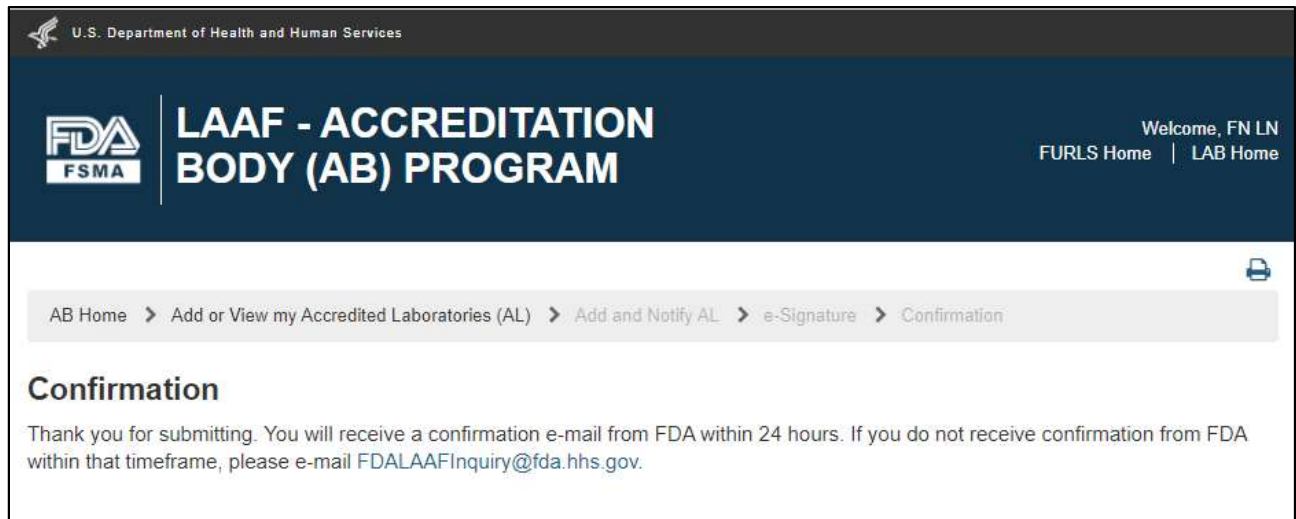 U.S. Department of Health and Human Services
FDA
FSMA
LAAF - ACCREDITATION
BODY (AB) PROGRAM
Welcome, FN LN
FURLS Home | LAB Home
AB Home > Add or View my Accredited Laboratories (AL) > Add and Notify AL > e-Signature > Confirmation
Confirmation
Thank you for submitting. You will receive a confirmation e-mail from FDA within 24 hours. If you do not receive confirmation from FDA
within that timeframe, please e-mail FDALAAFInquiry@fda.hhs.gov.